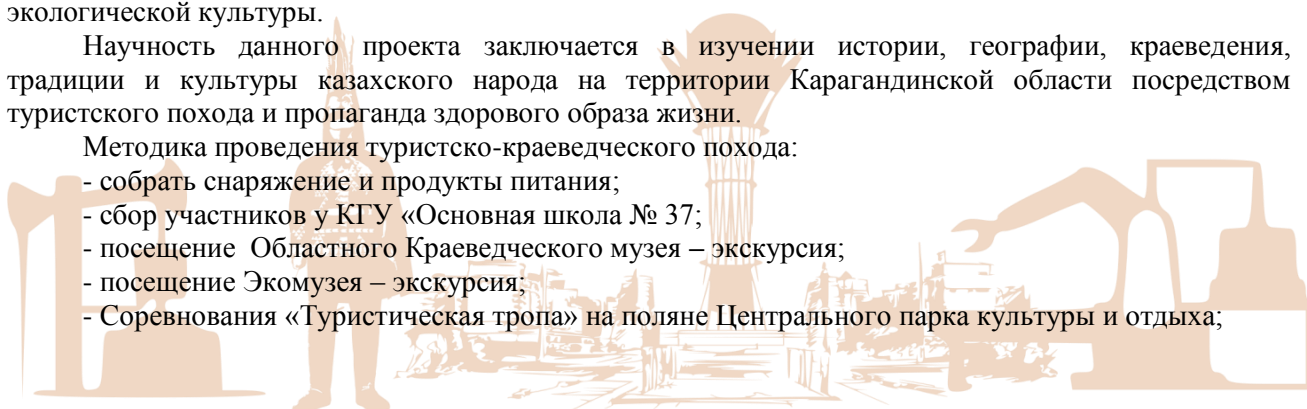 экологической культуры.
Научность данного проекта заключается в изучении истории, географии, краеведения,
традиции и культуры казахского народа на территории Карагандинской области посредством
туристского похода и пропаганда здорового образа жизни.
Методика проведения туристско-краеведческого похода:
- собрать снаряжение и продукты питания;
- сбор участников у КГУ «Основная школа № 37;
- посещение Областного Краеведческого музея – экскурсия;
- посещение Экомузея – экскурсия;
- Соревнования «Туристическая тропа» на поляне Центрального парка культуры и отдыха;